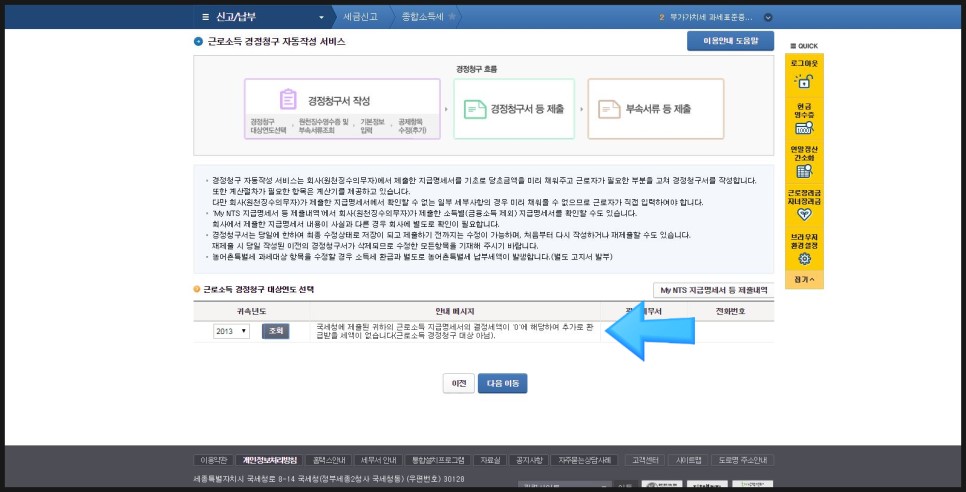 신고/납부
세금신고
종합소득세
2 부가가치세 과세표준증...
근로소득 경정청구 자동작성 서비스
이용안내 도움말
경정청구 흐름
경정청구서 작성
경정청구
대상연도선택
원천징수영수증 및
부속서류조회
기본정보
입력
공제항목
수정(추가)
경정청구서 등 제출
부속서류 등 제출
QUICK
로그아웃
현금
영수증
연말정산
간소화
근로장려금
자녀장려금
브라우저
환경설정
접기
• 경정청구 자동작성 서비스는 회사(원천징수의무자)에서 제출한 지급명세서를 기초로 당초금액을 미리 채워주고 근로자가 필요한 부분을 고쳐 경정청구서를 작성합니다.
또한 계산절차가 필요한 항목은 계산기를 제공하고 있습니다.
다만 회사(원천징수의무자)가 제출한 지급명세서에서 확인할 수 없는 일부 세부사항의 경우 미리 채워줄 수 없으므로 근로자가 직접 입력하여야 합니다.
• 'My NTS 지급명세서 등 제출내역'에서 회사(원천징수의무자)가 제출한 소득별(금융소득 제외) 지급명세서를 확인할 수도 있습니다.
회사에서 제출한 지급명세서 내용이 사실과 다른 경우 회사에 별도로 확인이 필요합니다.
• 경정청구서는 당일에 한하여 최종 수정상태로 저장이 되고 제출하기 전까지는 수정이 가능하며, 처음부터 다시 작성하거나 재제출할 수도 있습니다.
재제출 시 당일 작성된 이전의 경정청구서가 삭제되므로 수정한 모든항목을 기재해 주시기 바랍니다.
• 농어촌특별세 과세대상 항목을 수정할 경우 소득세 환급과 별도로 농어촌특별세 납부세액이 발생합니다.(별도 고지서 발부)
근로소득 경정청구 대상연도 선택
My NTS 지급명세서 등 제출내역
귀속년도
안내 메시지
무서
전화번호
2013
조회
국세청에 제출된 귀하의 근로소득 지급명세서의 결정세액이 '0'에 해당하여 추가로 환
급받을 세액이 없습니다(근로소득 경정청구 대상 아님).
이전
다음 이동
이용약관
개인정보처리방침
홈택스안내
세무서 안내
통합설치프로그램
자료실
공지사항
자주묻는상담사례
고객센터
사이트맵
도로명 주소안내
세종특별자치시 국세청로 8-14 국세청(정부세종2청사 국세청동) (우편번호) 30128